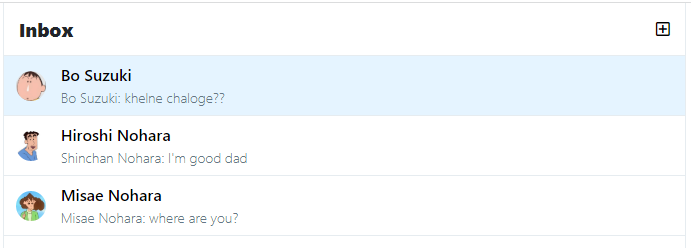 Inbox
Bo Suzuki
Bo Suzuki: khelne chaloge??
Hiroshi Nohara
Shinchan Nohara: I'm good dad
Misae Nohara
Misae Nohara: where are you?